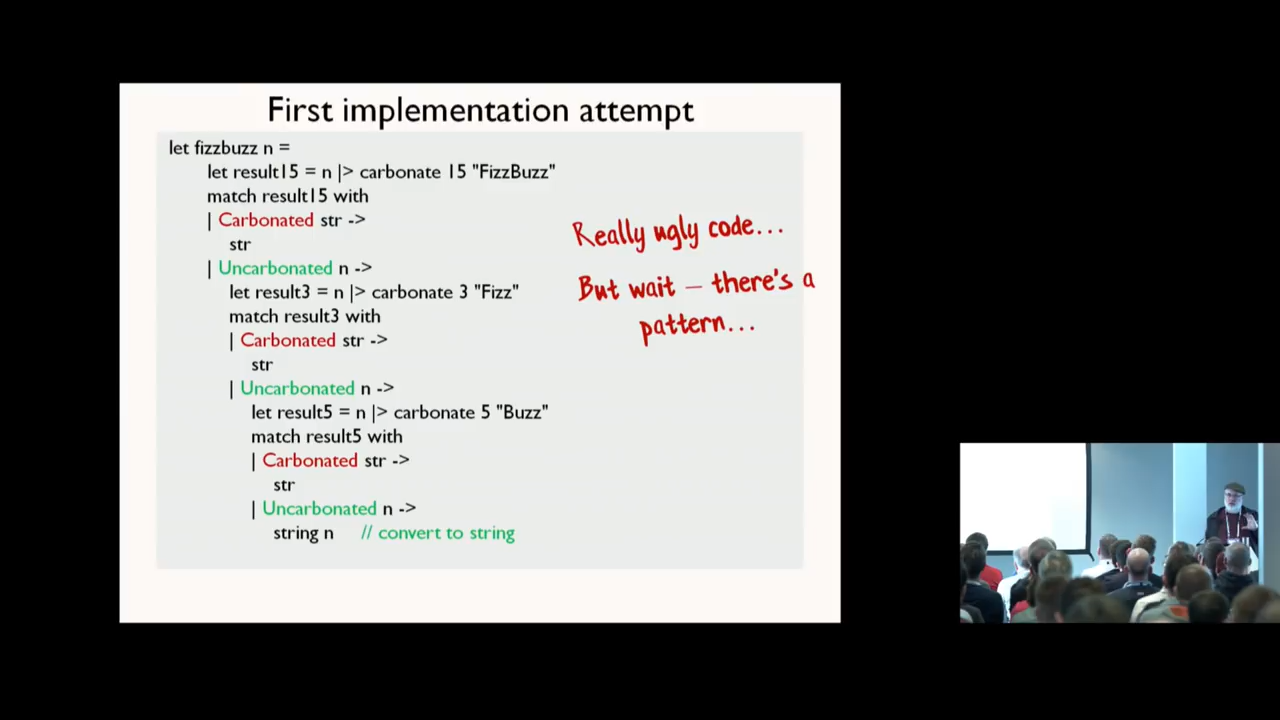 First implementation attempt
let fizzbuzz n =
let result15 = n |> carbonate 15 "FizzBuzz"
match result15 with
| Carbonated str ->
str
| Uncarbonated n ->
let result3 = n |> carbonate 3 "Fizz"
match result3 with
| Carbonated str ->
str
| Uncarbonated n ->
let result5 = n |> carbonate 5 "Buzz"
match result5 with
| Carbonated str ->
str
| Uncarbonated n ->
string n // convert to string
Really ugly code...
But wait – there's a
pattern...